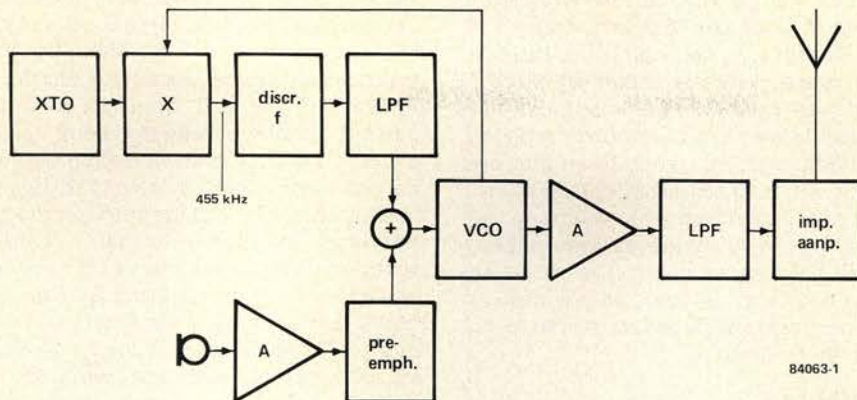 XTO
X
discr.
f
LPF
455 kHz
+
VCO
A
LPF
imp.
aanp.
A
pre-
emph.
84063-1